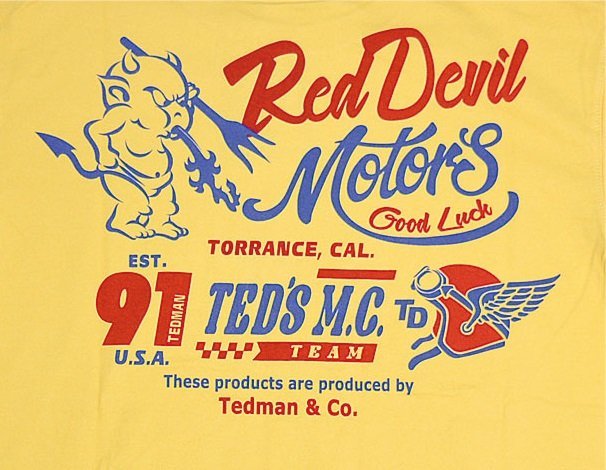 Red Devil
Motors
Good Luck
TORRANCE, CAL.
EST.
91
TEDMAN
U.S.A.
TED'S M.C.
TEAM
TD
These products are produced by
Tedman & Co.